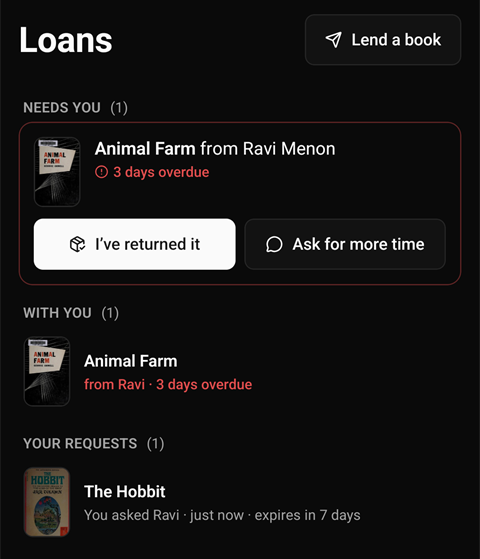 Loans
Lend a book
NEEDS YOU (1)
ANIMAL
FARM
Animal Farm from Ravi Menon
3 days overdue
I’ve returned it
Ask for more time
WITH YOU (1)
ANIMAL
FARM
Animal Farm
from Ravi · 3 days overdue
YOUR REQUESTS (1)
THE
HOBBIT
The Hobbit
You asked Ravi · just now · expires in 7 days